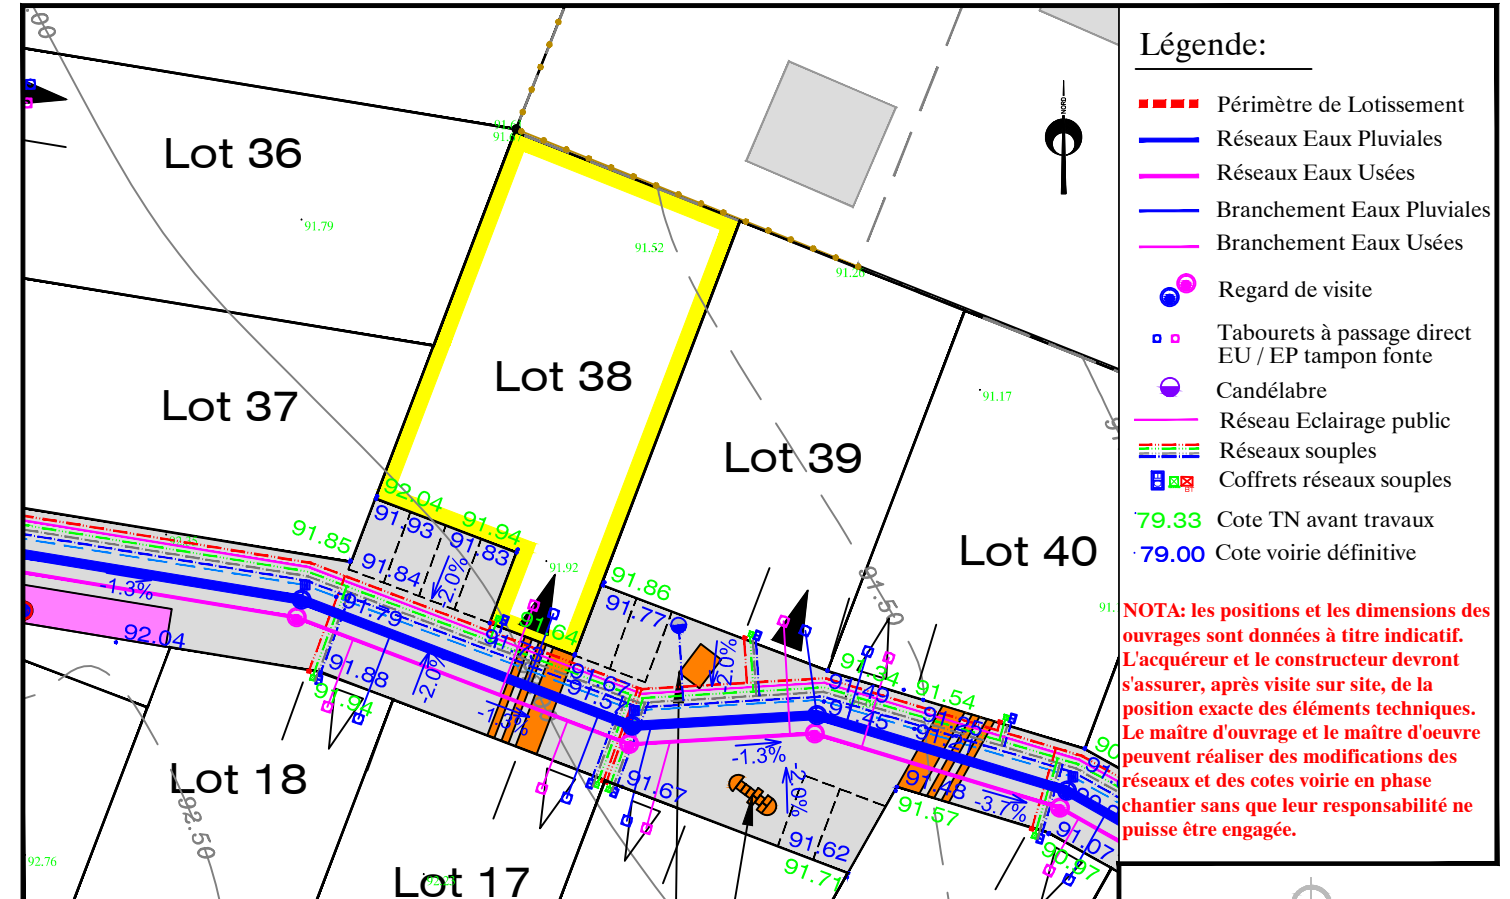 Lot 36
91.79
Lot 37
Lot 38
91.52
91.20
Lot 39
91.17
Lot 40
91.50
92.04
91.94
91.93
91.83
91.84
-2.0%
91.85
91.92
91.86
91.77
91.64
1.3%
92.04
91.79
91.88
91.94
-2.0%
-1.3%
91.67
91.57
-2.0%
91.34
91.49
91.54
91.45
-1.3%
-2.0%
91.48
-3.7%
91.57
91.67
91.62
91.71
91.07
90.97
Lot 18
92.50
92.76
Lot 17
NORD
Légende:
Périmètre de Lotissement
Réseaux Eaux Pluviales
Réseaux Eaux Usées
Branchement Eaux Pluviales
Branchement Eaux Usées
Regard de visite
Tabourets à passage direct
EU / EP tampon fonte
Candélabre
Réseau Eclairage public
Réseaux souples
Coffrets réseaux souples
79.33 Cote TN avant travaux
79.00 Cote voirie définitive
NOTA: les positions et les dimensions des
ouvrages sont données à titre indicatif.
L'acquéreur et le constructeur devront
s'assurer, après visite sur site, de la
position exacte des éléments techniques.
Le maître d'ouvrage et le maître d'oeuvre
peuvent réaliser des modifications des
réseaux et des cotes voirie en phase
chantier sans que leur responsabilité ne
puisse être engagée.